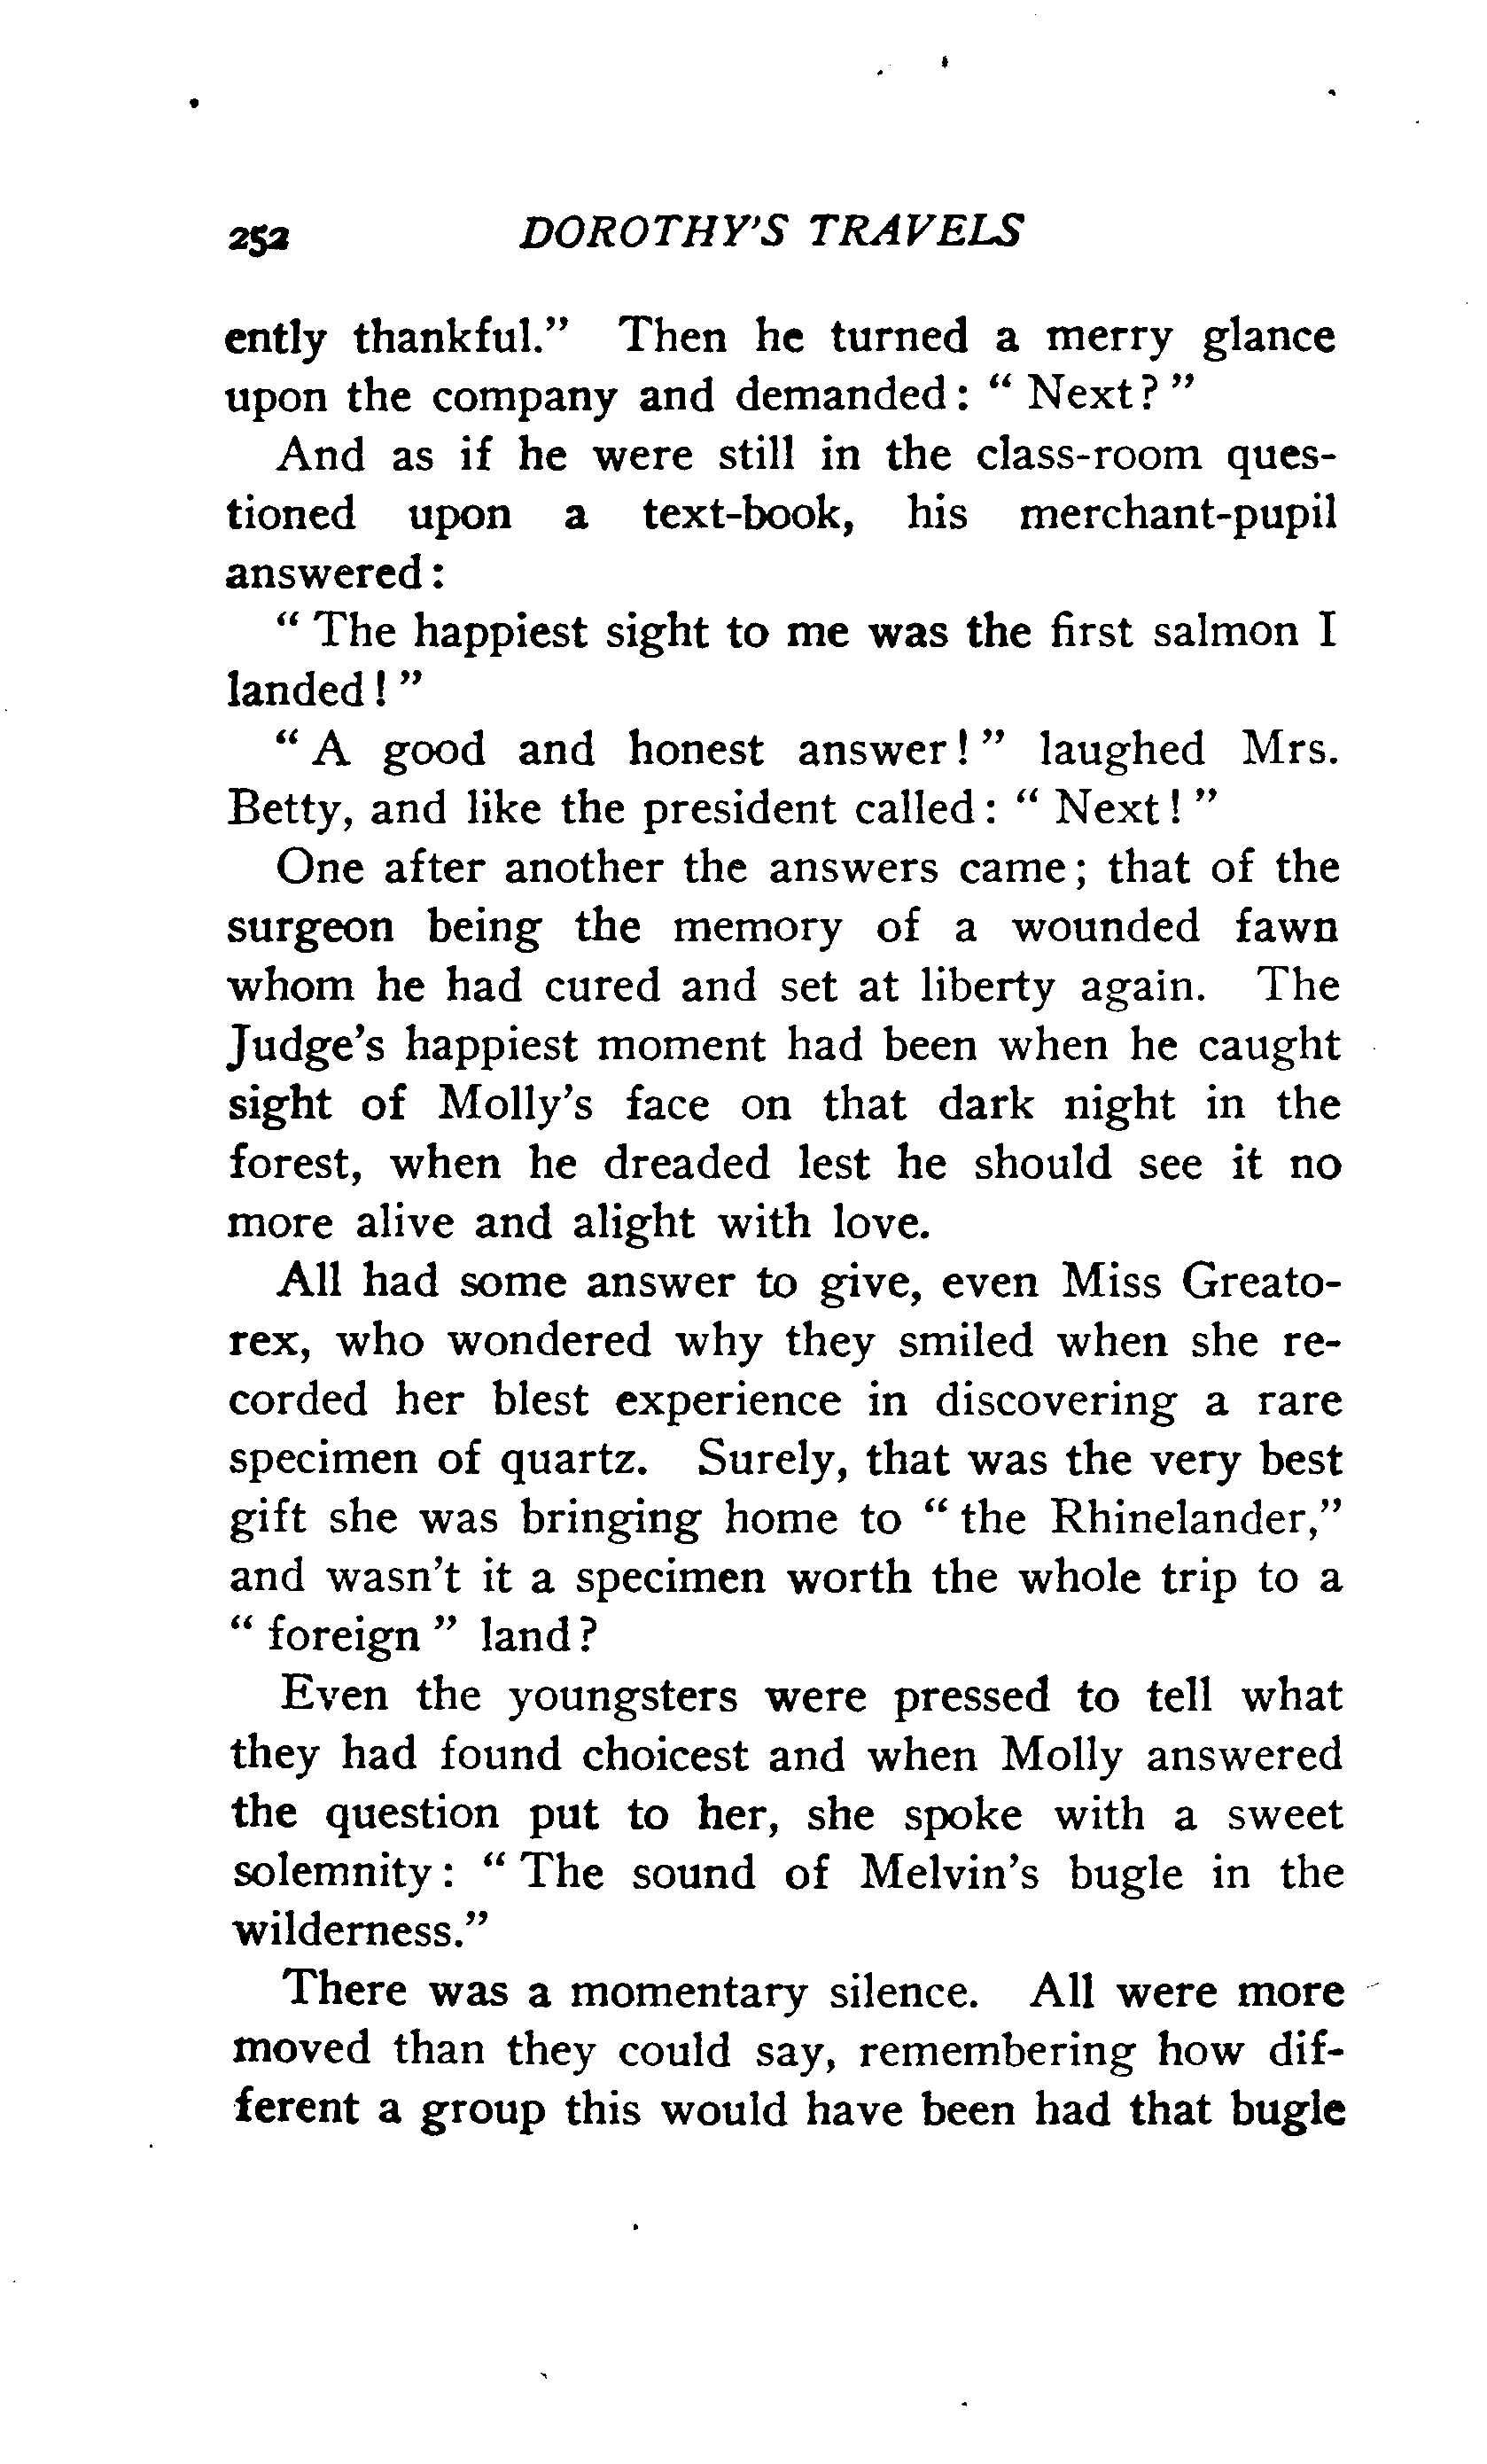 252 DOROTHY'S TRAVELS
ently thankful." Then he turned a merry glance
upon the company and demanded: "Next?"
And as if he were still in the class-room ques-
tioned upon a text-book, his merchant-pupil
answered:
"The happiest sight to me was the first salmon I
landed!"
"A good and honest answer!" laughed Mrs.
Betty, and like the president called: "Next!"
One after another the answers came; that of the
surgeon being the memory of a wounded fawn
whom he had cured and set at liberty again. The
Judge's happiest moment had been when he caught
sight of Molly's face on that dark night in the
forest, when he dreaded lest he should see it no
more alive and alight with love.
All had some answer to give, even Miss Greato-
rex, who wondered why they smiled when she re-
corded her blest experience in discovering a rare
specimen of quartz. Surely, that was the very best
gift she was bringing home to "the Rhinelander,"
and wasn't it a specimen worth the whole trip to a
"foreign" land?
Even the youngsters were pressed to tell what
they had found choicest and when Molly answered
the question put to her, she spoke with a sweet
solemnity: "The sound of Melvin's bugle in the
wilderness."
There was a momentary silence. All were more
moved than they could say, remembering how dif-
ferent a group this would have been had that bugle